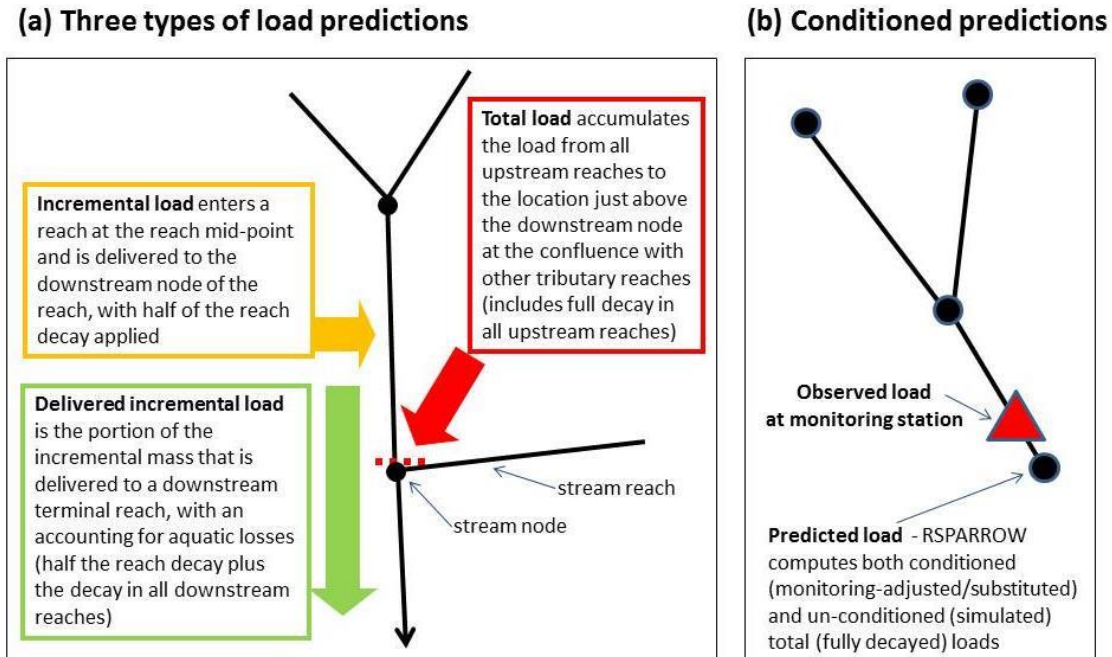 (a) Three types of load predictions
Incremental load enters a
reach at the reach mid-point
and is delivered to the
downstream node of the
reach, with half of the reach
decay applied
Delivered incremental load
is the portion of the
incremental mass that is
delivered to a downstream
terminal reach, with an
accounting for aquatic losses
(half the reach decay plus
the decay in all downstream
reaches)
Total load accumulates
the load from all
upstream reaches to
the location just above
the downstream node
at the confluence with
other tributary reaches
(includes full decay in
all upstream reaches)
stream reach
stream node
(b) Conditioned predictions
Observed load
at monitoring station
Predicted load - RSPARROW
computes both conditioned
(monitoring-adjusted/substituted)
and un-conditioned (simulated)
total (fully decayed) loads